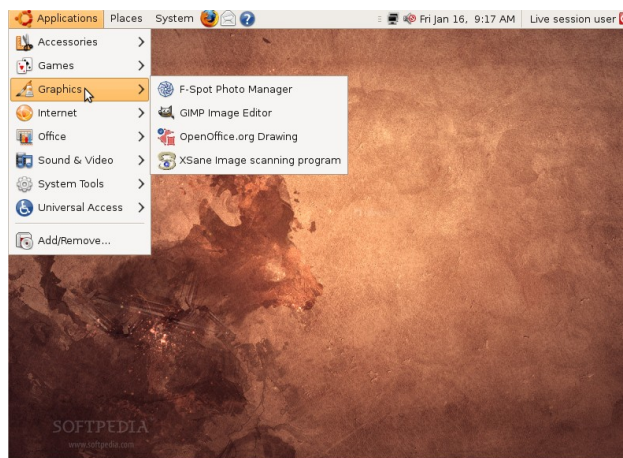 Applications Places System Fri Jan 16, 9:17 AM Live session user
Accessories
Games
Graphics
Internet
Office
Sound & Video
System Tools
Universal Access
Add/Remove...
F-Spot Photo Manager
GIMP Image Editor
OpenOffice.org Drawing
XSane Image scanning program
SOFTPEDIA
www.softpedia.com